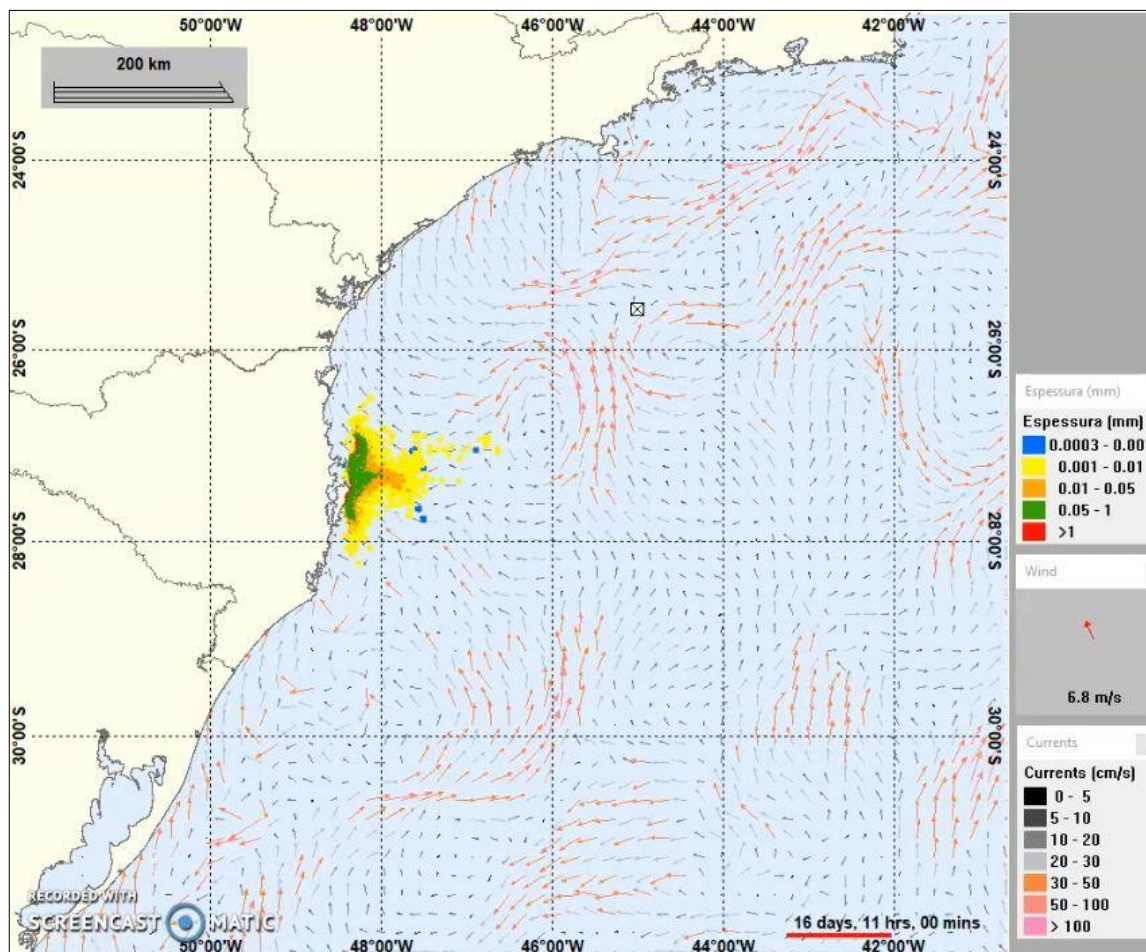 50°00'W 48°00'W 46°00'W 44°00'W 42°00'W
200 km
24°00'S 24°00'S
26°00'S 26°00'S
28°00'S 28°00'S
30°00'S 30°00'S
50°00'W 48°00'W 46°00'W 44°00'W 42°00'W
16 days, 11 hrs, 00 mins
RECORDED WITH
SCREENCAST MATIC
Espessura (mm)
Espessura (mm)
0.0003 - 0.00
0.001 - 0.01
0.01 - 0.05
0.05 - 1
>1
Wind
6.8 m/s
Currents
Currents (cm/s)
0 - 5
5 - 10
10 - 20
20 - 30
30 - 50
50 - 100
> 100